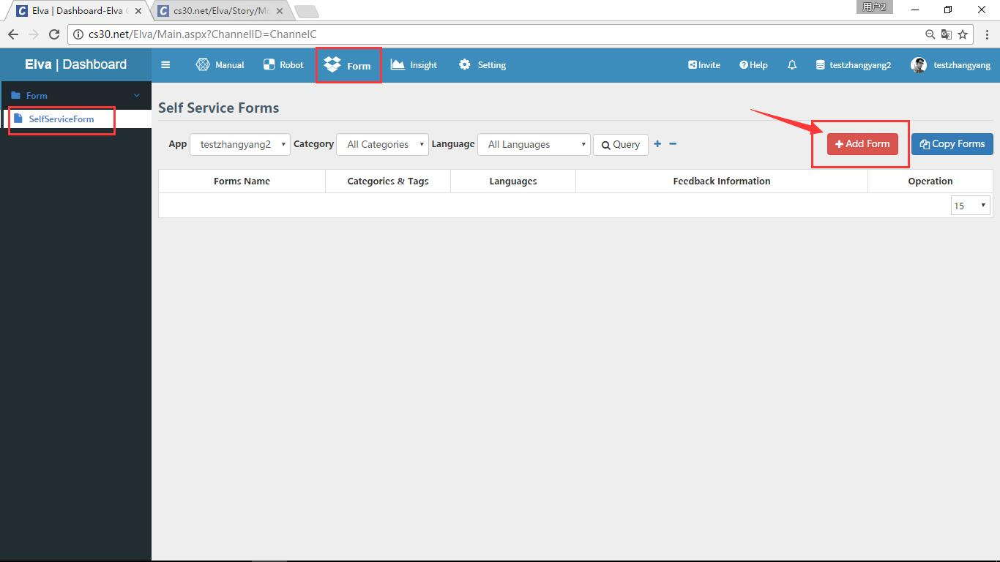 Elva | Dashboard-Elva
cs30.net/Elva/Story/Mo
用户2
cs30.net/Elva/Main.aspx?ChannelID=ChannelC
Elva | Dashboard
Manual
Robot
Form
Insight
Setting
Invite
Help
testzhangyang2
testzhangyang
Form
SelfServiceForm
Self Service Forms
App testzhangyang2 Category All Categories Language All Languages Query
Add Form
Copy Forms
Forms Name
Categories & Tags
Languages
Feedback Information
Operation
15